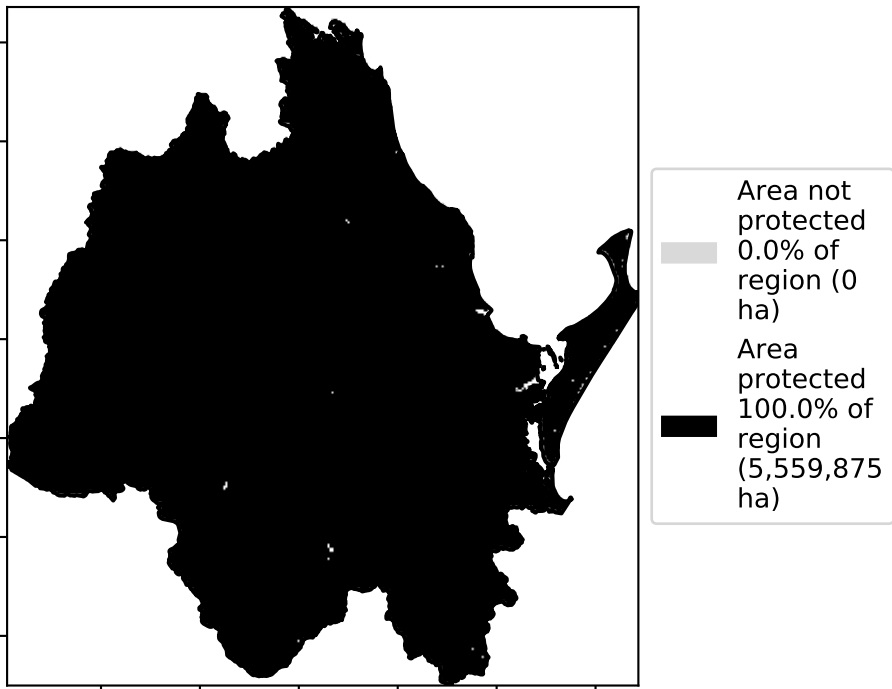 Area not
protected
0.0% of
region (0
ha)
Area
protected
100.0% of
region
(5,559,875
ha)